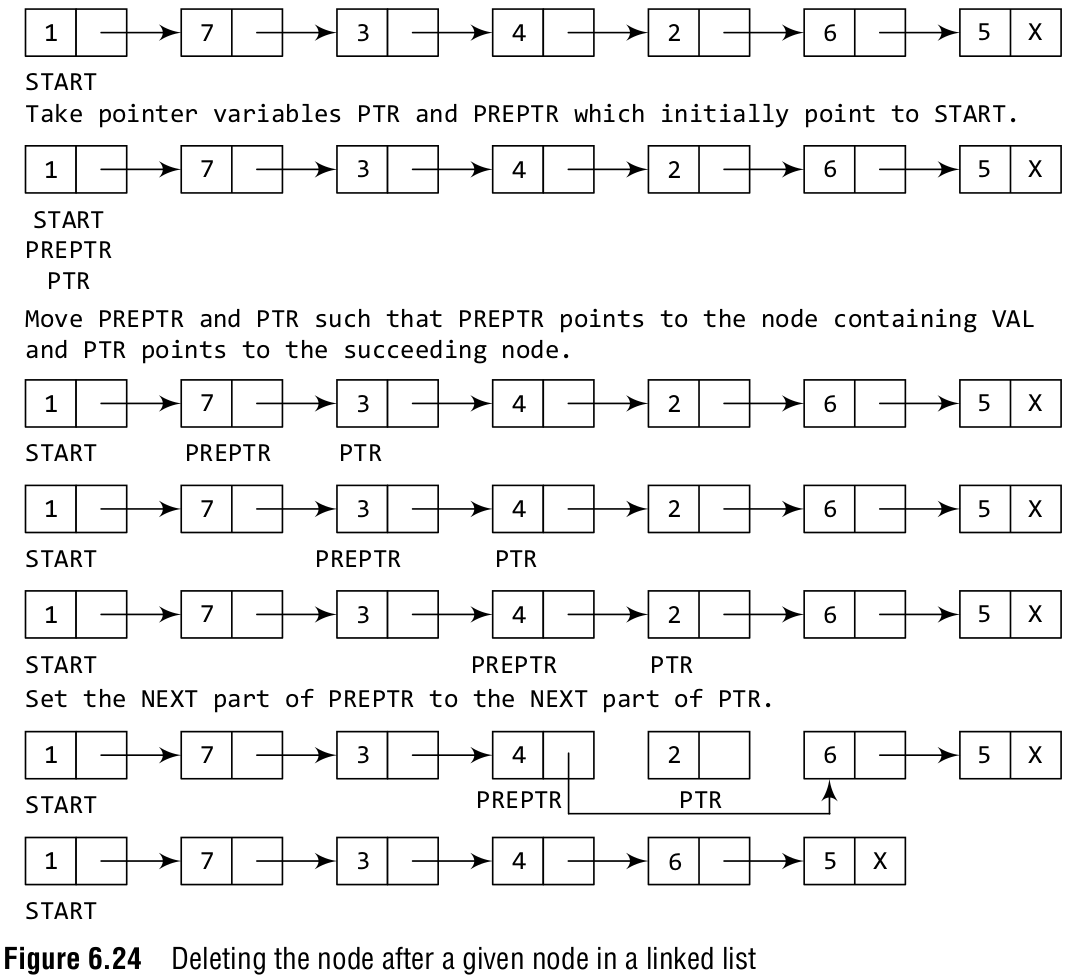 1 7 3 4 2 6 5 X
START
Take pointer variables PTR and PREPTR which initially point to START.
1 7 3 4 2 6 5 X
START
PREPTR
PTR
Move PREPTR and PTR such that PREPTR points to the node containing VAL
and PTR points to the succeeding node.
1 7 3 4 2 6 5 X
START PREPTR PTR
1 7 3 4 2 6 5 X
START PREPTR PTR
1 7 3 4 2 6 5 X
START PREPTR PTR
Set the NEXT part of PREPTR to the NEXT part of PTR.
1 7 3 4 2 6 5 X
START PREPTR PTR
1 7 3 4 6 5 X
START
Figure 6.24 Deleting the node after a given node in a linked list